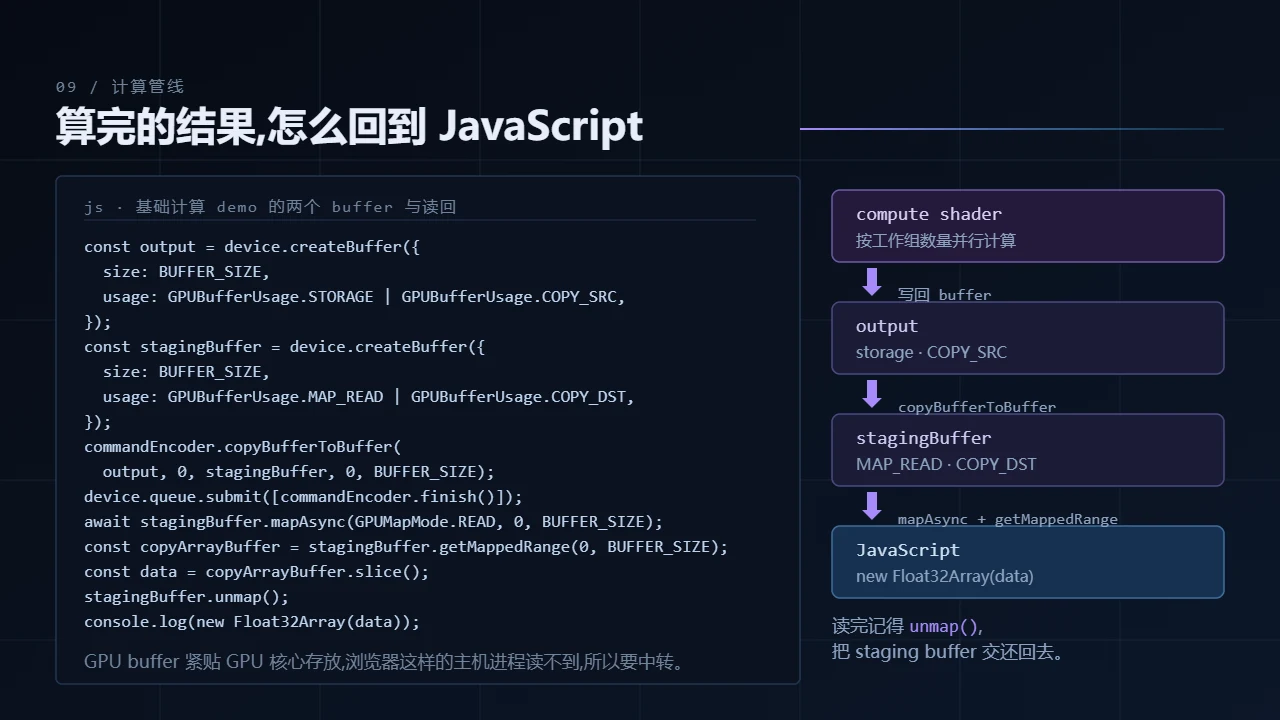 09 / 计算管线
算完的结果,怎么回到 JavaScript
js · 基础计算 demo 的两个 buffer 与读回
const output = device.createBuffer({
  size: BUFFER_SIZE,
  usage: GPUBufferUsage.STORAGE | GPUBufferUsage.COPY_SRC,
});
const stagingBuffer = device.createBuffer({
  size: BUFFER_SIZE,
  usage: GPUBufferUsage.MAP_READ | GPUBufferUsage.COPY_DST,
});
commandEncoder.copyBufferToBuffer(
  output, 0, stagingBuffer, 0, BUFFER_SIZE);
device.queue.submit([commandEncoder.finish()]);
await stagingBuffer.mapAsync(GPUMapMode.READ, 0, BUFFER_SIZE);
const copyArrayBuffer = stagingBuffer.getMappedRange(0, BUFFER_SIZE);
const data = copyArrayBuffer.slice();
stagingBuffer.unmap();
console.log(new Float32Array(data));
GPU buffer 紧贴 GPU 核心存放,浏览器这样的主机进程读不到,所以要中转。
compute shader
按工作组数量并行计算
写回 buffer
output
storage · COPY_SRC
copyBufferToBuffer
stagingBuffer
MAP_READ · COPY_DST
mapAsync + getMappedRange
JavaScript
new Float32Array(data)
读完记得 unmap(),
把 staging buffer 交还回去。